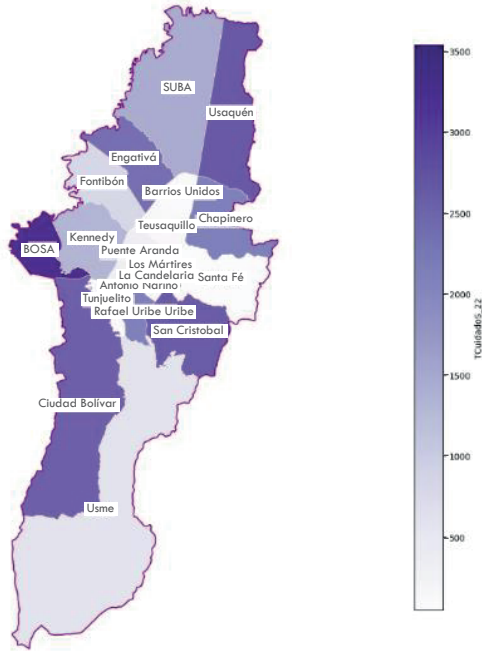 SUBA
Usaquén
Engativá
Fontibón
Barrios Unidos
Chapinero
Teusaquillo
Kennedy
BOSA
Puente Aranda
Los Mártires
La Candelaria
Santa Fé
Antonio Nariño
Tunjuelito
Rafael Uribe Uribe
San Cristobal
Ciudad Bolívar
Usme
3500
3000
2500
2000
1500
1000
500
TCuidadoS_22